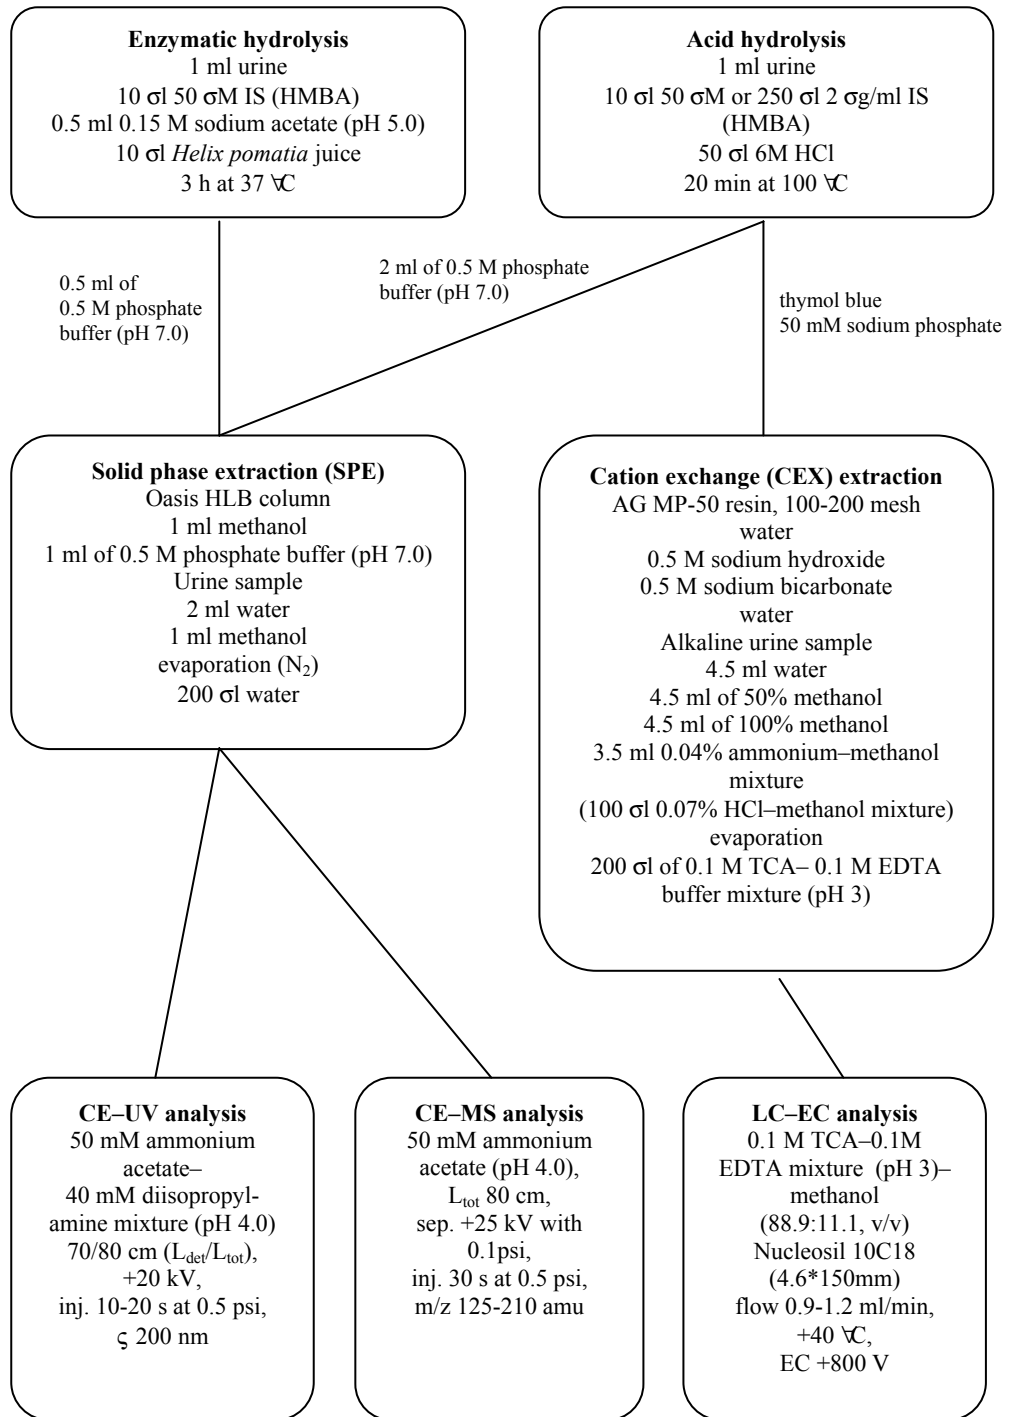 Enzymatic hydrolysis
1 ml urine
10 σl 50 σM IS (HMBA)
0.5 ml 0.15 M sodium acetate (pH 5.0)
10 σl Helix pomatia juice
3 h at 37 ∀C
Acid hydrolysis
1 ml urine
10 σl 50 σM or 250 σl 2 σg/ml IS
(HMBA)
50 σl 6M HCl
20 min at 100 ∀C
0.5 ml of
0.5 M phosphate
buffer (pH 7.0)
2 ml of 0.5 M phosphate
buffer (pH 7.0)
thymol blue
50 mM sodium phosphate
Solid phase extraction (SPE)
Oasis HLB column
1 ml methanol
1 ml of 0.5 M phosphate buffer (pH 7.0)
Urine sample
2 ml water
1 ml methanol
evaporation (N₂)
200 σl water
Cation exchange (CEX) extraction
AG MP-50 resin, 100-200 mesh
water
0.5 M sodium hydroxide
0.5 M sodium bicarbonate
water
Alkaline urine sample
4.5 ml water
4.5 ml of 50% methanol
4.5 ml of 100% methanol
3.5 ml 0.04% ammonium–methanol
mixture
(100 σl 0.07% HCl–methanol mixture)
evaporation
200 σl of 0.1 M TCA– 0.1 M EDTA
buffer mixture (pH 3)
CE–UV analysis
50 mM ammonium
acetate–
40 mM diisopropyl-
amine mixture (pH 4.0)
70/80 cm (L_det/L_tot),
+20 kV,
inj. 10-20 s at 0.5 psi,
ς 200 nm
CE–MS analysis
50 mM ammonium
acetate (pH 4.0),
L_tot 80 cm,
sep. +25 kV with
0.1psi,
inj. 30 s at 0.5 psi,
m/z 125-210 amu
LC–EC analysis
0.1 M TCA–0.1M
EDTA mixture (pH 3)–
methanol
(88.9:11.1, v/v)
Nucleosil 10C18
(4.6*150mm)
flow 0.9-1.2 ml/min,
+40 ∀C,
EC +800 V